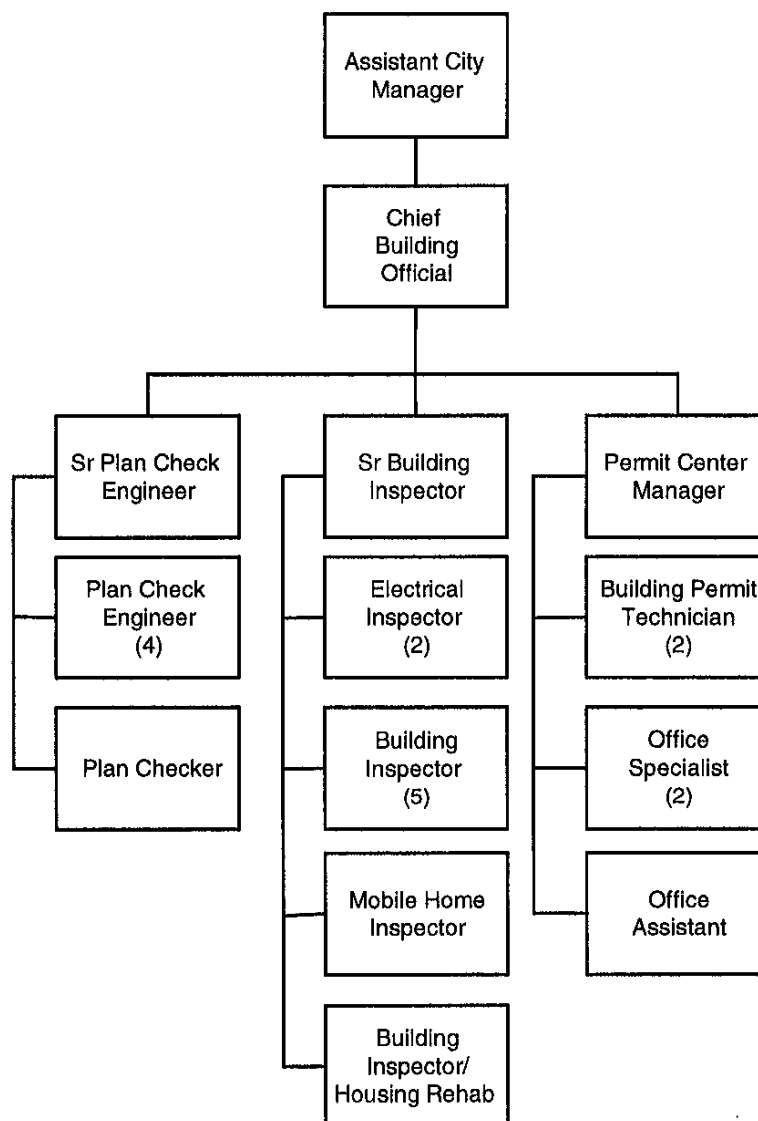 Assistant City
Manager
Chief
Building
Official
Sr Plan Check
Engineer
Sr Building
Inspector
Permit Center
Manager
Plan Check
Engineer
(4)
Electrical
Inspector
(2)
Building Permit
Technician
(2)
Plan Checker
Building
Inspector
(5)
Office
Specialist
(2)
Mobile Home
Inspector
Office
Assistant
Building
Inspector/
Housing Rehab